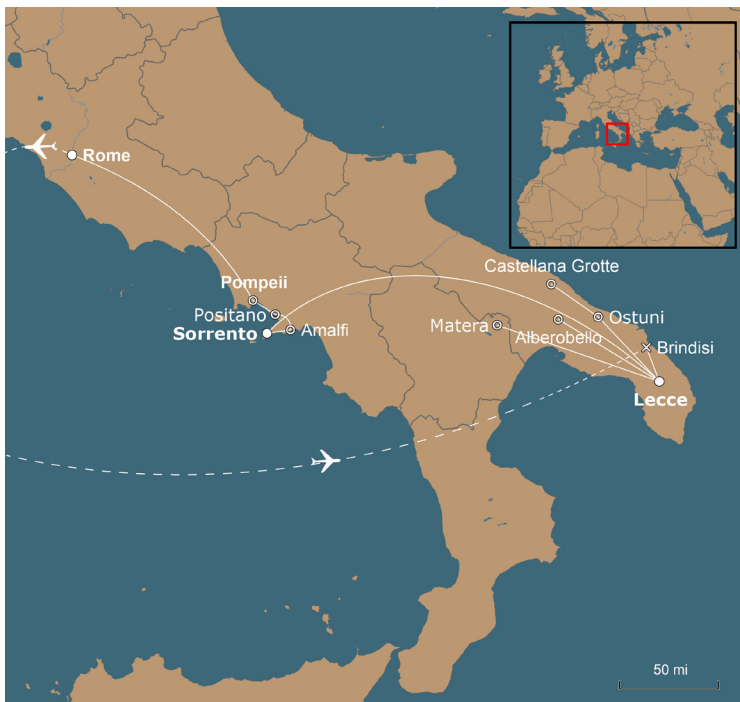 Rome
Castellana Grotte
Pompeii
Positano
Ostuni
Sorrento
Amalfi
Matera
Alberobello
Brindisi
Lecce
50 mi